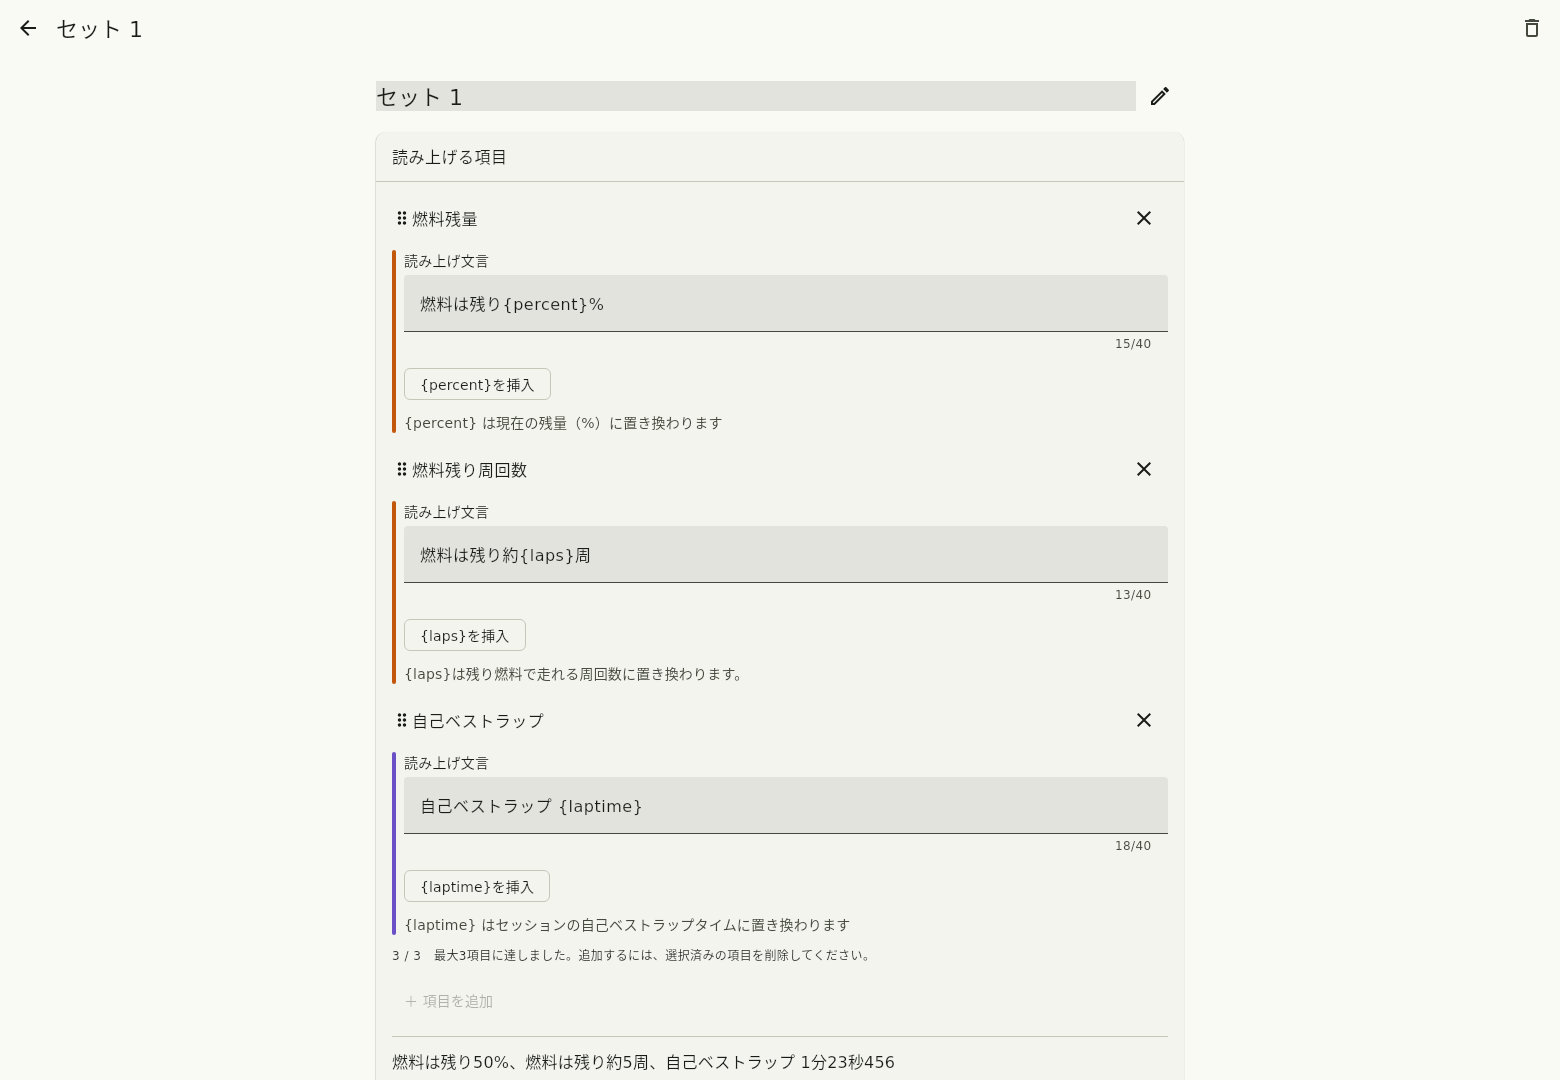 セット 1
セット 1
読み上げる項目
燃料残量
読み上げ文言
燃料は残り{percent}%
15/40
{percent}を挿入
{percent} は現在の残量（%）に置き換わります
燃料残り周回数
読み上げ文言
燃料は残り約{laps}周
13/40
{laps}を挿入
{laps}は残り燃料で走れる周回数に置き換わります。
自己ベストラップ
読み上げ文言
自己ベストラップ {laptime}
18/40
{laptime}を挿入
{laptime} はセッションの自己ベストラップタイムに置き換わります
3 / 3　最大3項目に達しました。追加するには、選択済みの項目を削除してください。
＋ 項目を追加
燃料は残り50%、燃料は残り約5周、自己ベストラップ 1分23秒456